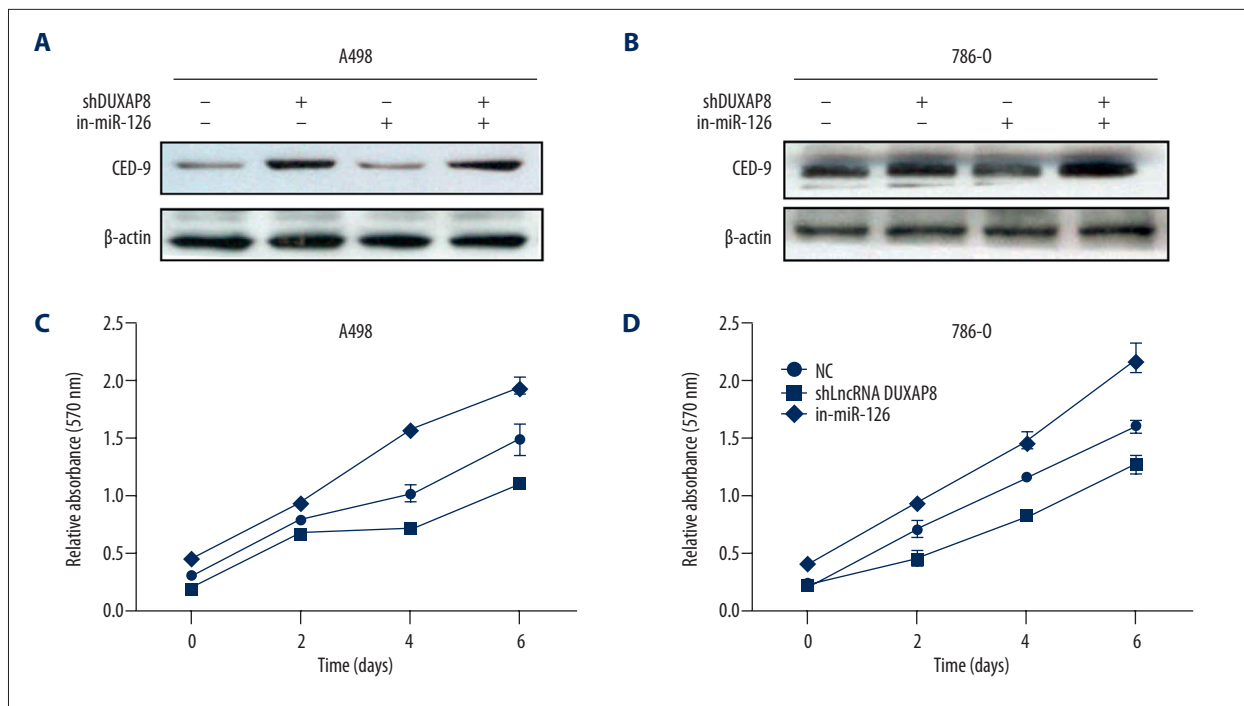 A
A498
shDUXAP8 – + – +
in-miR-126 – – + +
CED-9
β-actin
B
786-O
shDUXAP8 – + – +
in-miR-126 – – + +
CED-9
β-actin
C
A498
Relative absorbance (570 nm)
2.5
2.0
1.5
1.0
0.5
0.0
0 2 4 6
Time (days)
D
786-O
Relative absorbance (570 nm)
2.5
2.0
1.5
1.0
0.5
0.0
NC
shLncRNA DUXAP8
in-miR-126
0 2 4 6
Time (days)